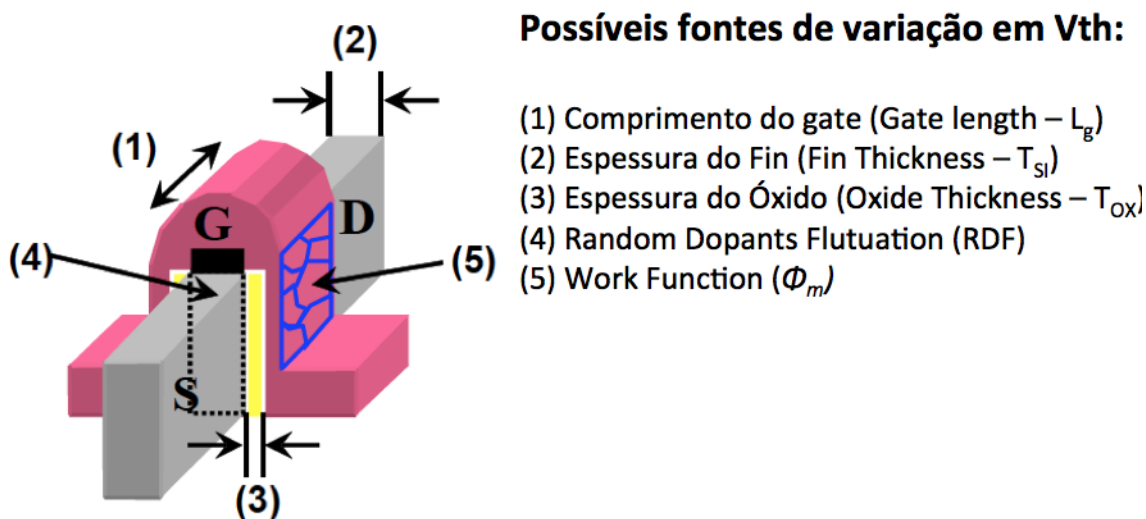 Possíveis fontes de variação em Vth:
(1) Comprimento do gate (Gate length – Lg)
(2) Espessura do Fin (Fin Thickness – TSI)
(3) Espessura do Óxido (Oxide Thickness – TOX)
(4) Random Dopants Flutuation (RDF)
(5) Work Function (Φm)
(2)
(1)
G
D
(4)
(5)
S
(3)